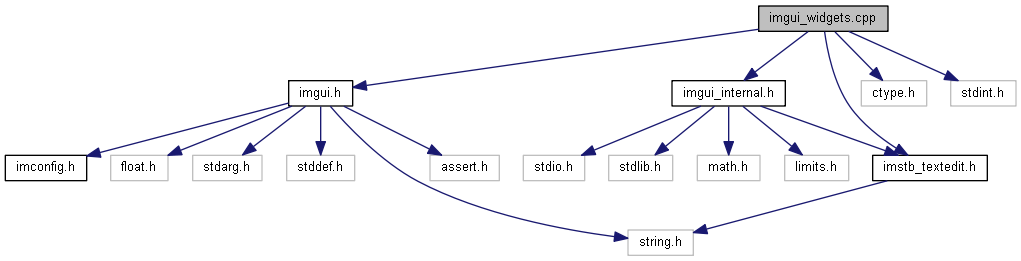 imgui_widgets.cpp
imgui.h
imgui_internal.h
ctype.h
stdint.h
imconfig.h
float.h
stdarg.h
stddef.h
assert.h
stdio.h
stdlib.h
math.h
limits.h
imstb_textedit.h
string.h